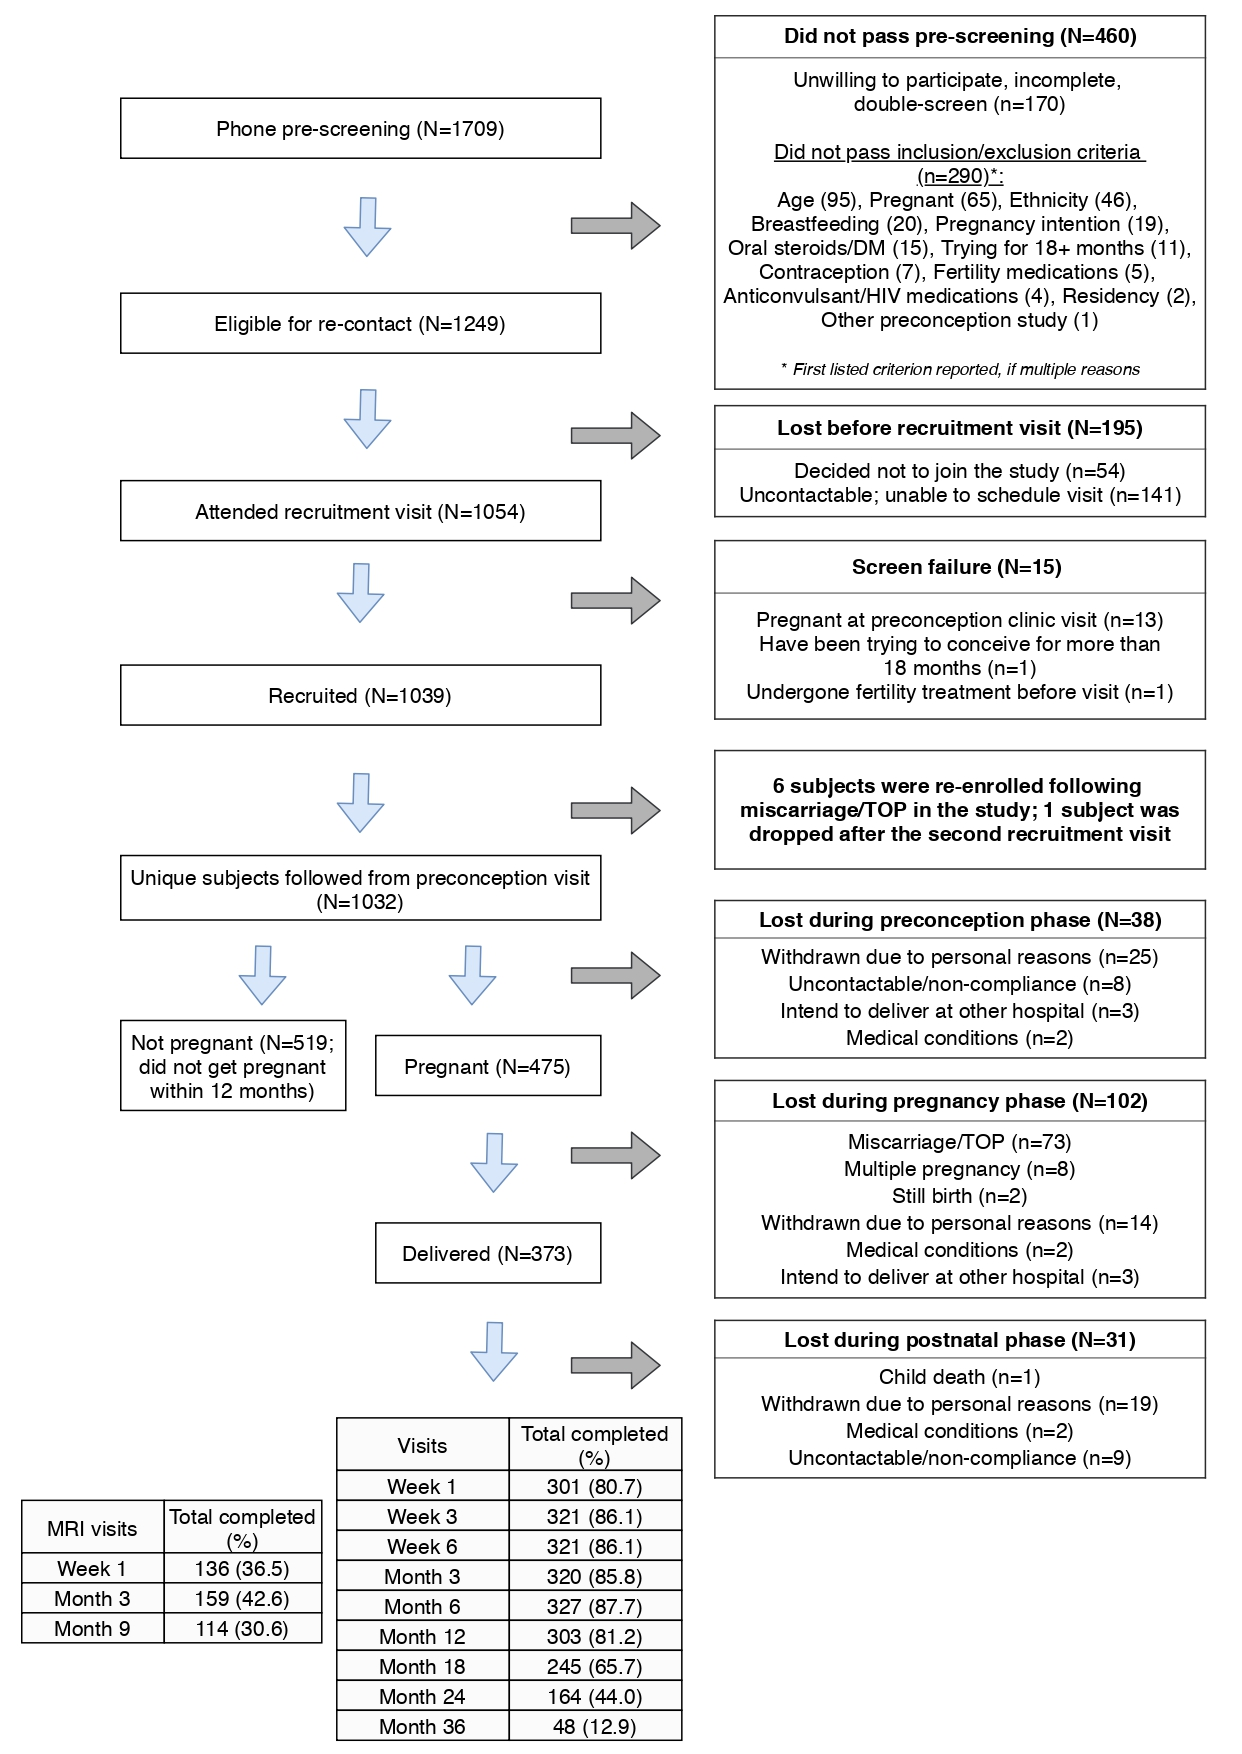 Phone pre-screening (N=1709)
Did not pass pre-screening (N=460)
Unwilling to participate, incomplete,
double-screen (n=170)
Did not pass inclusion/exclusion criteria
(n=290)*:
Age (95), Pregnant (65), Ethnicity (46),
Breastfeeding (20), Pregnancy intention (19),
Oral steroids/DM (15), Trying for 18+ months (11),
Contraception (7), Fertility medications (5),
Anticonvulsant/HIV medications (4), Residency (2),
Other preconception study (1)
* First listed criterion reported, if multiple reasons
Eligible for re-contact (N=1249)
Lost before recruitment visit (N=195)
Decided not to join the study (n=54)
Uncontactable; unable to schedule visit (n=141)
Attended recruitment visit (N=1054)
Screen failure (N=15)
Pregnant at preconception clinic visit (n=13)
Have been trying to conceive for more than
18 months (n=1)
Undergone fertility treatment before visit (n=1)
Recruited (N=1039)
6 subjects were re-enrolled following
miscarriage/TOP in the study; 1 subject was
dropped after the second recruitment visit
Unique subjects followed from preconception visit
(N=1032)
Lost during preconception phase (N=38)
Withdrawn due to personal reasons (n=25)
Uncontactable/non-compliance (n=8)
Intend to deliver at other hospital (n=3)
Medical conditions (n=2)
Not pregnant (N=519;
did not get pregnant
within 12 months)
Pregnant (N=475)
Lost during pregnancy phase (N=102)
Miscarriage/TOP (n=73)
Multiple pregnancy (n=8)
Still birth (n=2)
Withdrawn due to personal reasons (n=14)
Medical conditions (n=2)
Intend to deliver at other hospital (n=3)
Delivered (N=373)
Lost during postnatal phase (N=31)
Child death (n=1)
Withdrawn due to personal reasons (n=19)
Medical conditions (n=2)
Uncontactable/non-compliance (n=9)
MRI visits
Total completed
(%)
Week 1 136 (36.5)
Month 3 159 (42.6)
Month 9 114 (30.6)
Visits
Total completed
(%)
Week 1 301 (80.7)
Week 3 321 (86.1)
Week 6 321 (86.1)
Month 3 320 (85.8)
Month 6 327 (87.7)
Month 12 303 (81.2)
Month 18 245 (65.7)
Month 24 164 (44.0)
Month 36 48 (12.9)